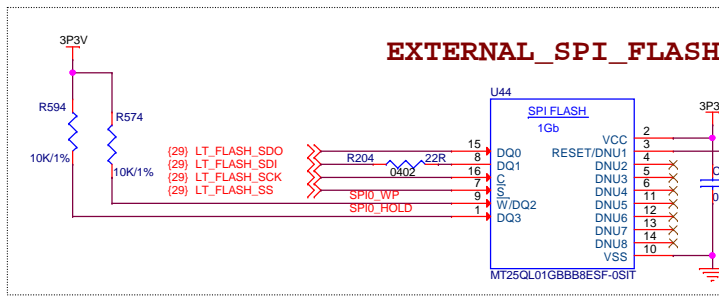 3P3V
EXTERNAL_SPI_FLASH
R594
R574
10K/1%
10K/1%
{29} LT_FLASH_SDO
{29} LT_FLASH_SDI
{29} LT_FLASH_SCK
{29} LT_FLASH_SS
R204
22R
0402
SPI0_WP
SPI0_HOLD
U44
SPI FLASH
1Gb
15 DQ0
8 DQ1
16 C
7 S
9 W/DQ2
1 DQ3
VCC 2
RESET/DNU1 3
DNU2 4
DNU3 5
DNU4 6
DNU5 11
DNU6 12
DNU7 13
DNU8 14
VSS 10
MT25QL01GBBB8ESF-0SIT
3P3
C
0